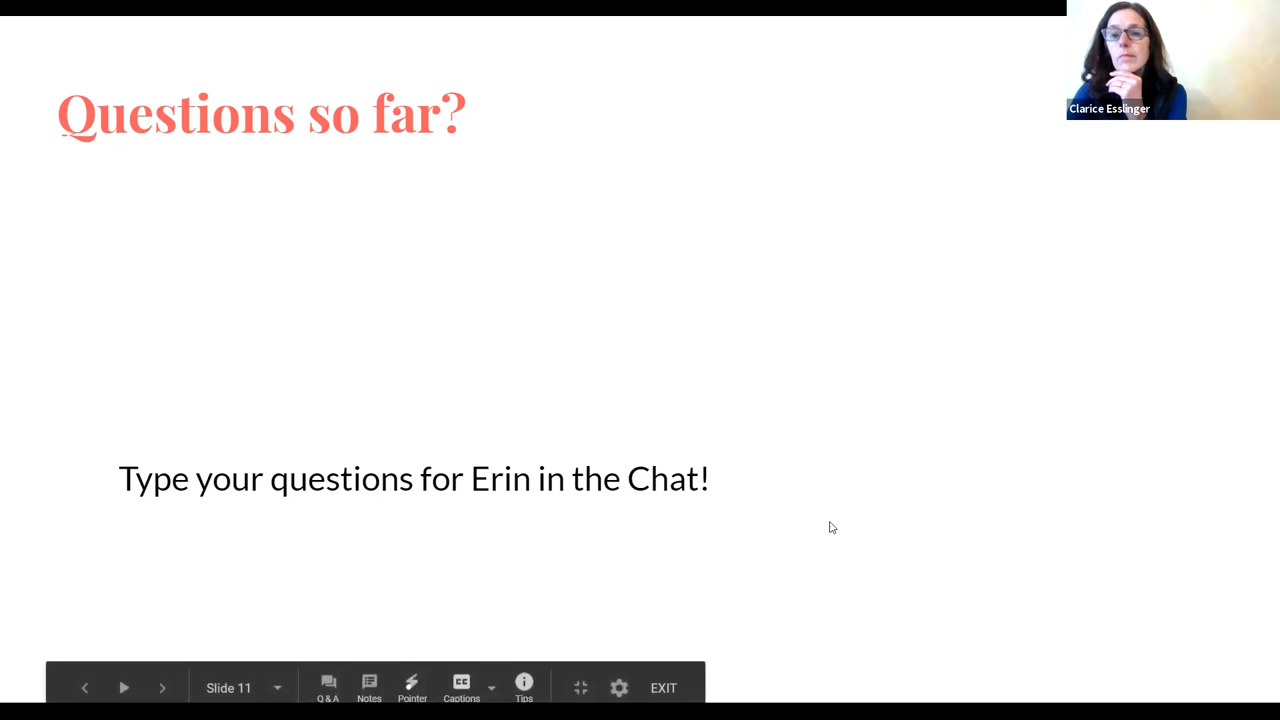 Questions so far?
Clarice Esslinger
Type your questions for Erin in the Chat!
Slide 11
Q & A
Notes
Pointer
Captions
Tips
EXIT